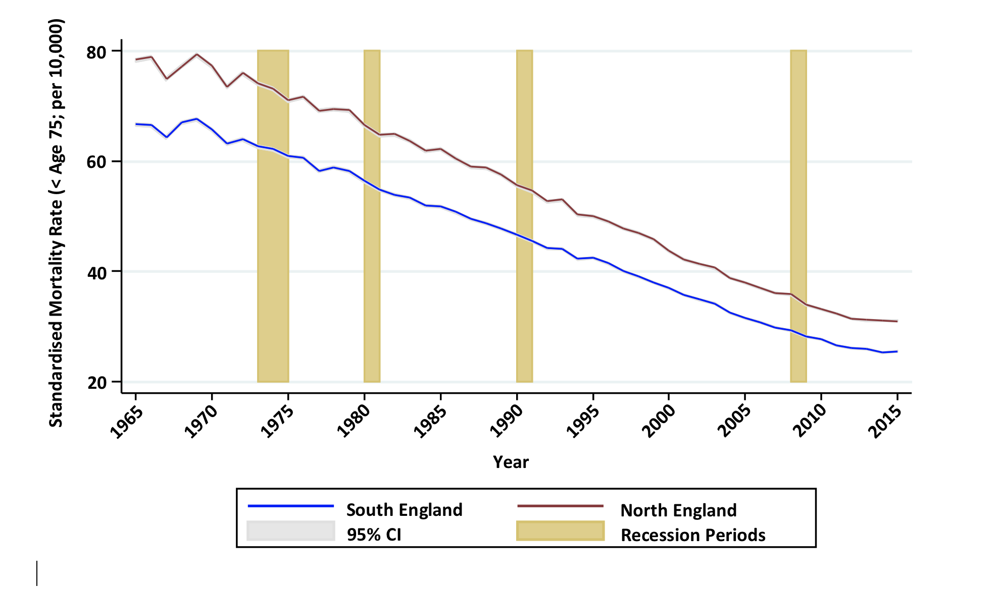 Standardised Mortality Rate (< Age 75; per 10,000)
80
60
40
20
1965
1970
1975
1980
1985
1990
1995
2000
2005
2010
2015
Year
South England
North England
95% CI
Recession Periods